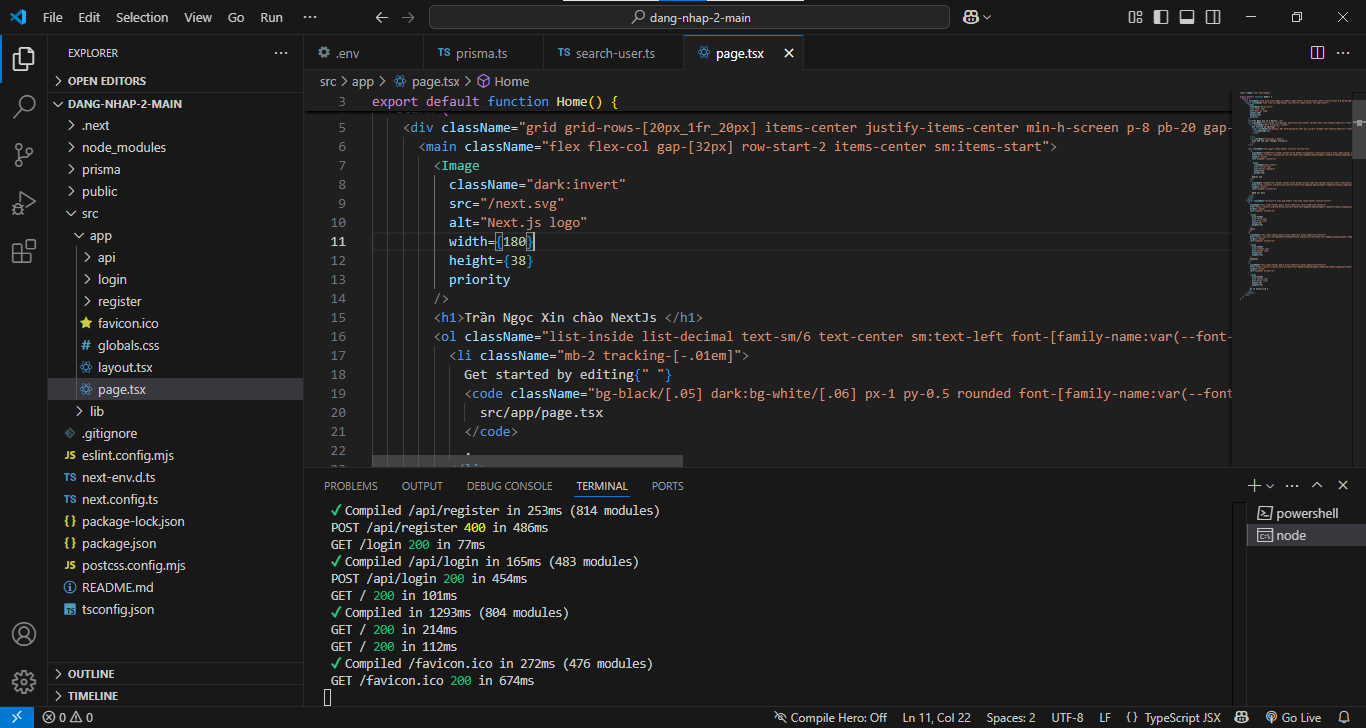 File Edit Selection View Go Run ···
dang-nhap-2-main
EXPLORER ···
OPEN EDITORS
DANG-NHAP-2-MAIN
.next
node_modules
prisma
public
src
app
api
login
register
favicon.ico
# globals.css
layout.tsx
page.tsx
lib
.gitignore
JS eslint.config.mjs
TS next-env.d.ts
TS next.config.ts
{} package-lock.json
{} package.json
JS postcss.config.mjs
README.md
TS tsconfig.json
OUTLINE
TIMELINE
.env
TS prisma.ts
TS search-user.ts
page.tsx
src > app > page.tsx > Home
3 export default function Home() {
5 <div className="grid grid-rows-[20px_1fr_20px] items-center justify-items-center min-h-screen p-8 pb-20 gap-
6 <main className="flex flex-col gap-[32px] row-start-2 items-center sm:items-start">
7 <Image
8 className="dark:invert"
9 src="/next.svg"
10 alt="Next.js logo"
11 width={180}
12 height={38}
13 priority
14 />
15 <h1>Trần Ngọc Xin chào NextJs </h1>
16 <ol className="list-inside list-decimal text-sm/6 text-center sm:text-left font-[family-name:var(--font-
17 <li className="mb-2 tracking-[-.01em]">
18 Get started by editing{" "}
19 <code className="bg-black/[.05] dark:bg-white/[.06] px-1 py-0.5 rounded font-[family-name:var(--font
20 src/app/page.tsx
21 </code>
22 .
PROBLEMS OUTPUT DEBUG CONSOLE TERMINAL PORTS
✓ Compiled /api/register in 253ms (814 modules)
POST /api/register 400 in 486ms
GET /login 200 in 77ms
✓ Compiled /api/login in 165ms (483 modules)
POST /api/login 200 in 454ms
GET / 200 in 101ms
✓ Compiled in 1293ms (804 modules)
GET / 200 in 214ms
GET / 200 in 112ms
✓ Compiled /favicon.ico in 272ms (476 modules)
GET /favicon.ico 200 in 674ms
powershell
node
0 0
Compile Hero: Off Ln 11, Col 22 Spaces: 2 UTF-8 LF {} TypeScript JSX Go Live